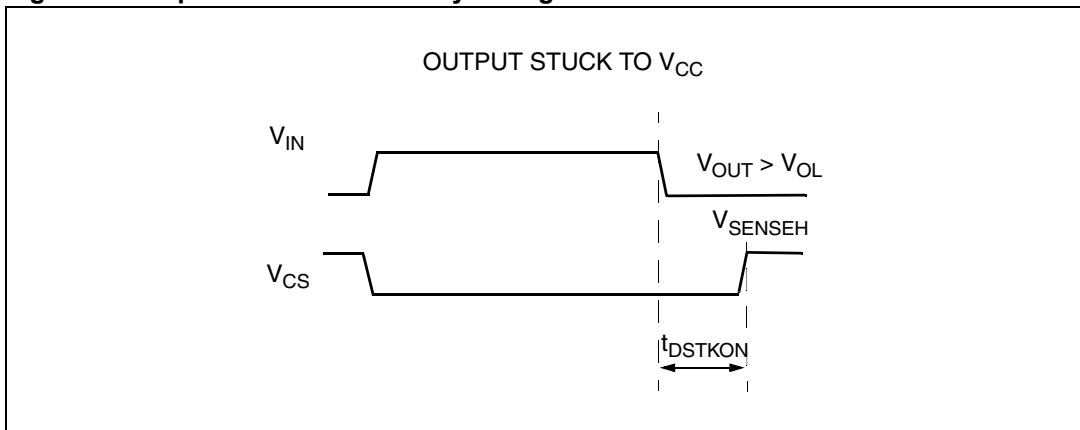 OUTPUT STUCK TO VCC
VIN
VOUT > VOL
VSENSEH
VCS
tDSTKON